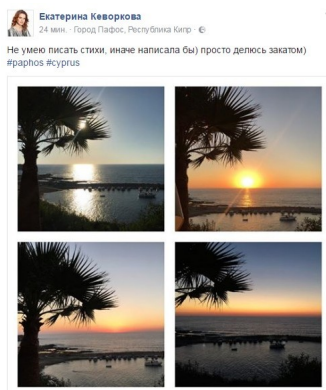 Екатерина Кеворкова
24 мин. · Город Пафос, Республика Кипр ·
Не умею писать стихи, иначе написала бы) просто делюсь закатом)
#paphos #cyprus